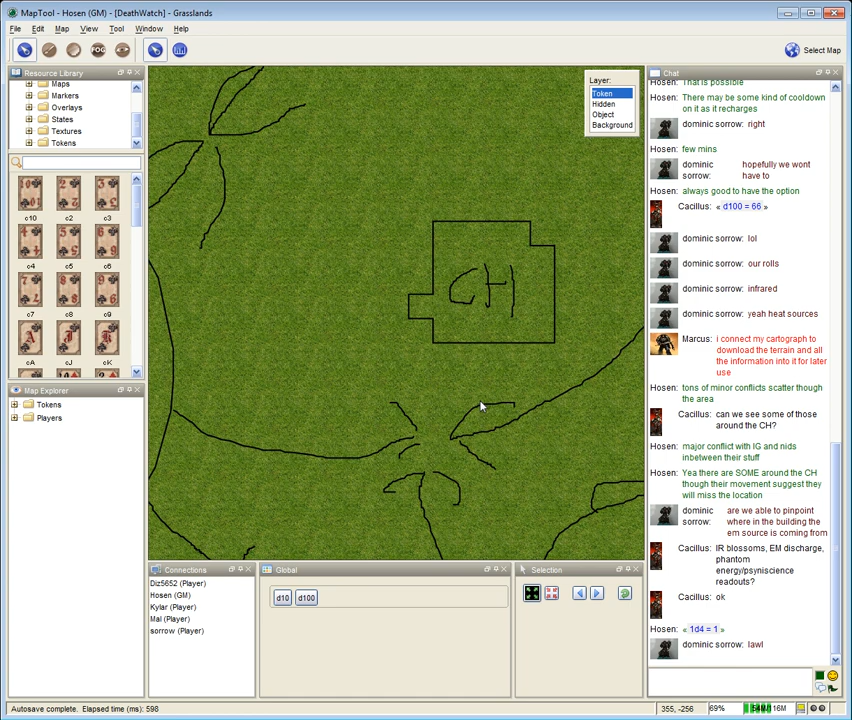 MapTool - Hosen (GM) - [DeathWatch] - Grasslands
File Edit Map View Tool Window Help
FOG
Select Map
Resource Library
Maps
Markers
Overlays
States
Textures
Tokens
c10 c2 c3
c4 c5 c6
c7 c8 c9
cA cJ cK
Map Explorer
Tokens
Players
Layer:
Token
Hidden
Object
Background
CH
Chat
That is possible
Hosen: There may be some kind of cooldown
on it as it recharges
dominic sorrow: right
Hosen: few mins
dominic sorrow: hopefully we wont
have to
Hosen: always good to have the option
Cacillus: « d100 = 66 »
dominic sorrow: lol
dominic sorrow: our rolls
dominic sorrow: infrared
dominic sorrow: yeah heat sources
Marcus: i connect my cartograph to
download the terrain and all
the information into it for later
use
Hosen: tons of minor conflicts scatter though
the area
Cacillus: can we see some of those
around the CH?
Hosen: major conflict with IG and nids
inbetween their stuff
Hosen: Yea there are SOME around the CH
though their movement suggest they
will miss the location
dominic sorrow: are we able to pinpoint
where in the building the
em source is coming from
Cacillus: IR blossoms, EM discharge,
phantom
energy/psyniscience
readouts?
Cacillus: ok
Hosen: « 1d4 = 1 »
dominic sorrow: lawl
Connections
Diz5652 (Player)
Hosen (GM)
Kylar (Player)
Mal (Player)
sorrow (Player)
Global
d10 d100
Selection
Autosave complete. Elapsed time (ms): 598
355, -256
69%